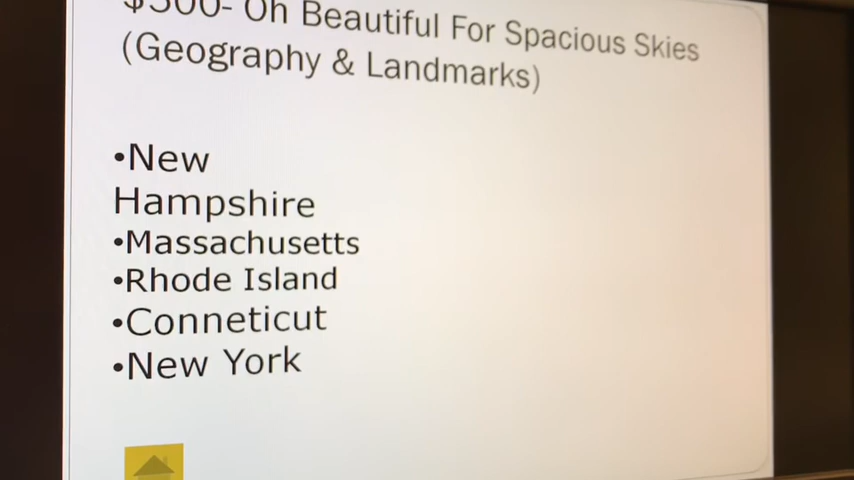 $500- Oh Beautiful For Spacious Skies
(Geography & Landmarks)
•New
Hampshire
•Massachusetts
•Rhode Island
•Conneticut
•New York